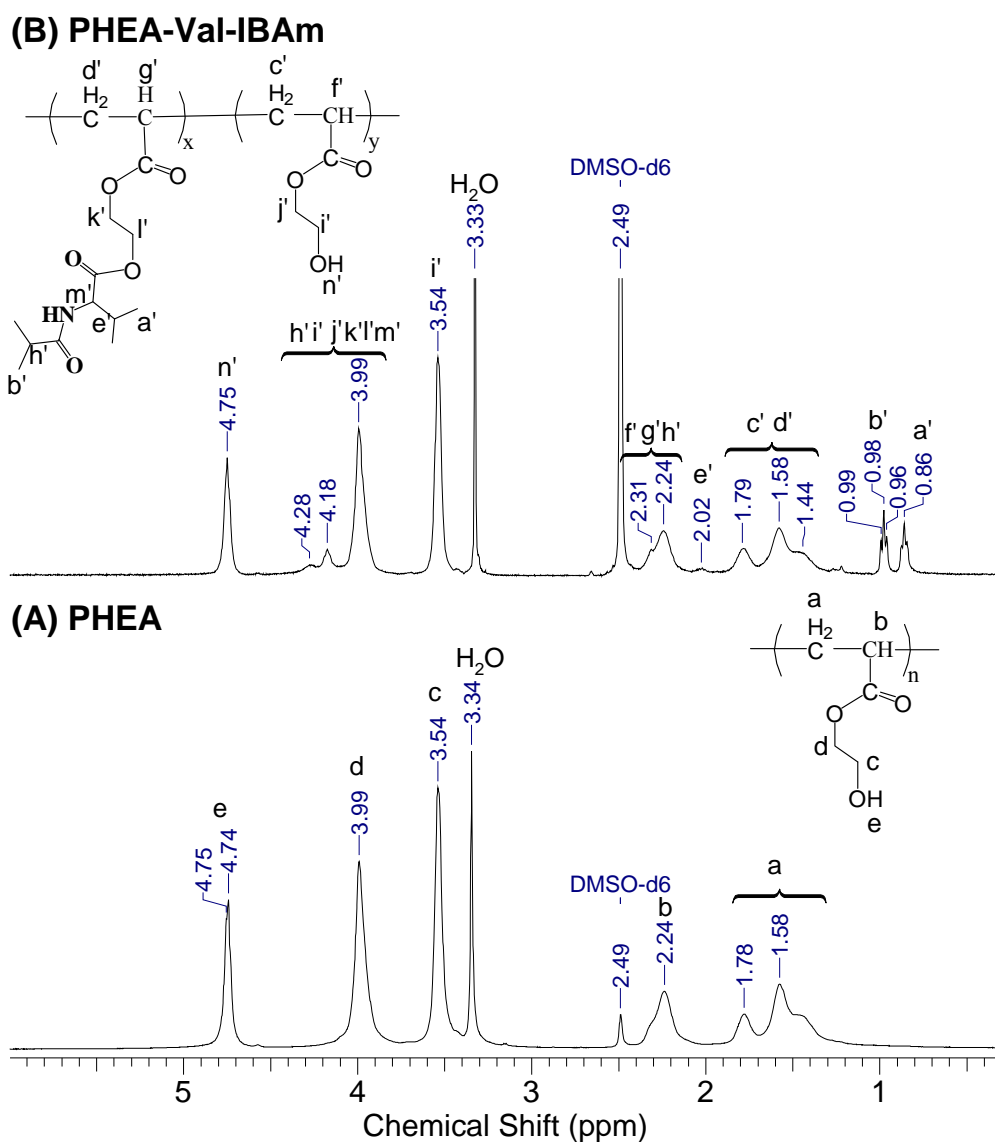 (B) PHEA-Val-IBAm
d' g' c' f'
H2 H H2
C C C CH
x y
C O C O
O O
k' j'
l' i'
O O OH
m' n'
HN e' a'
h' O
b'
DMSO-d6
H2O
n' h' i' j'k'l'm' i' f' g'h' e' c' d' b' a'
4.75 4.28 4.18 3.99 3.54 3.33 2.49 2.31 2.24 2.02 1.79 1.58 1.44 0.99 0.98 0.96 0.86
(A) PHEA
a b
H2
C CH
n
C O
O
d
c
OH
e
H2O
e d c DMSO-d6 b a
4.75 4.74 3.99 3.54 3.34 2.49 2.24 1.78 1.58
5 4 3 2 1
Chemical Shift (ppm)